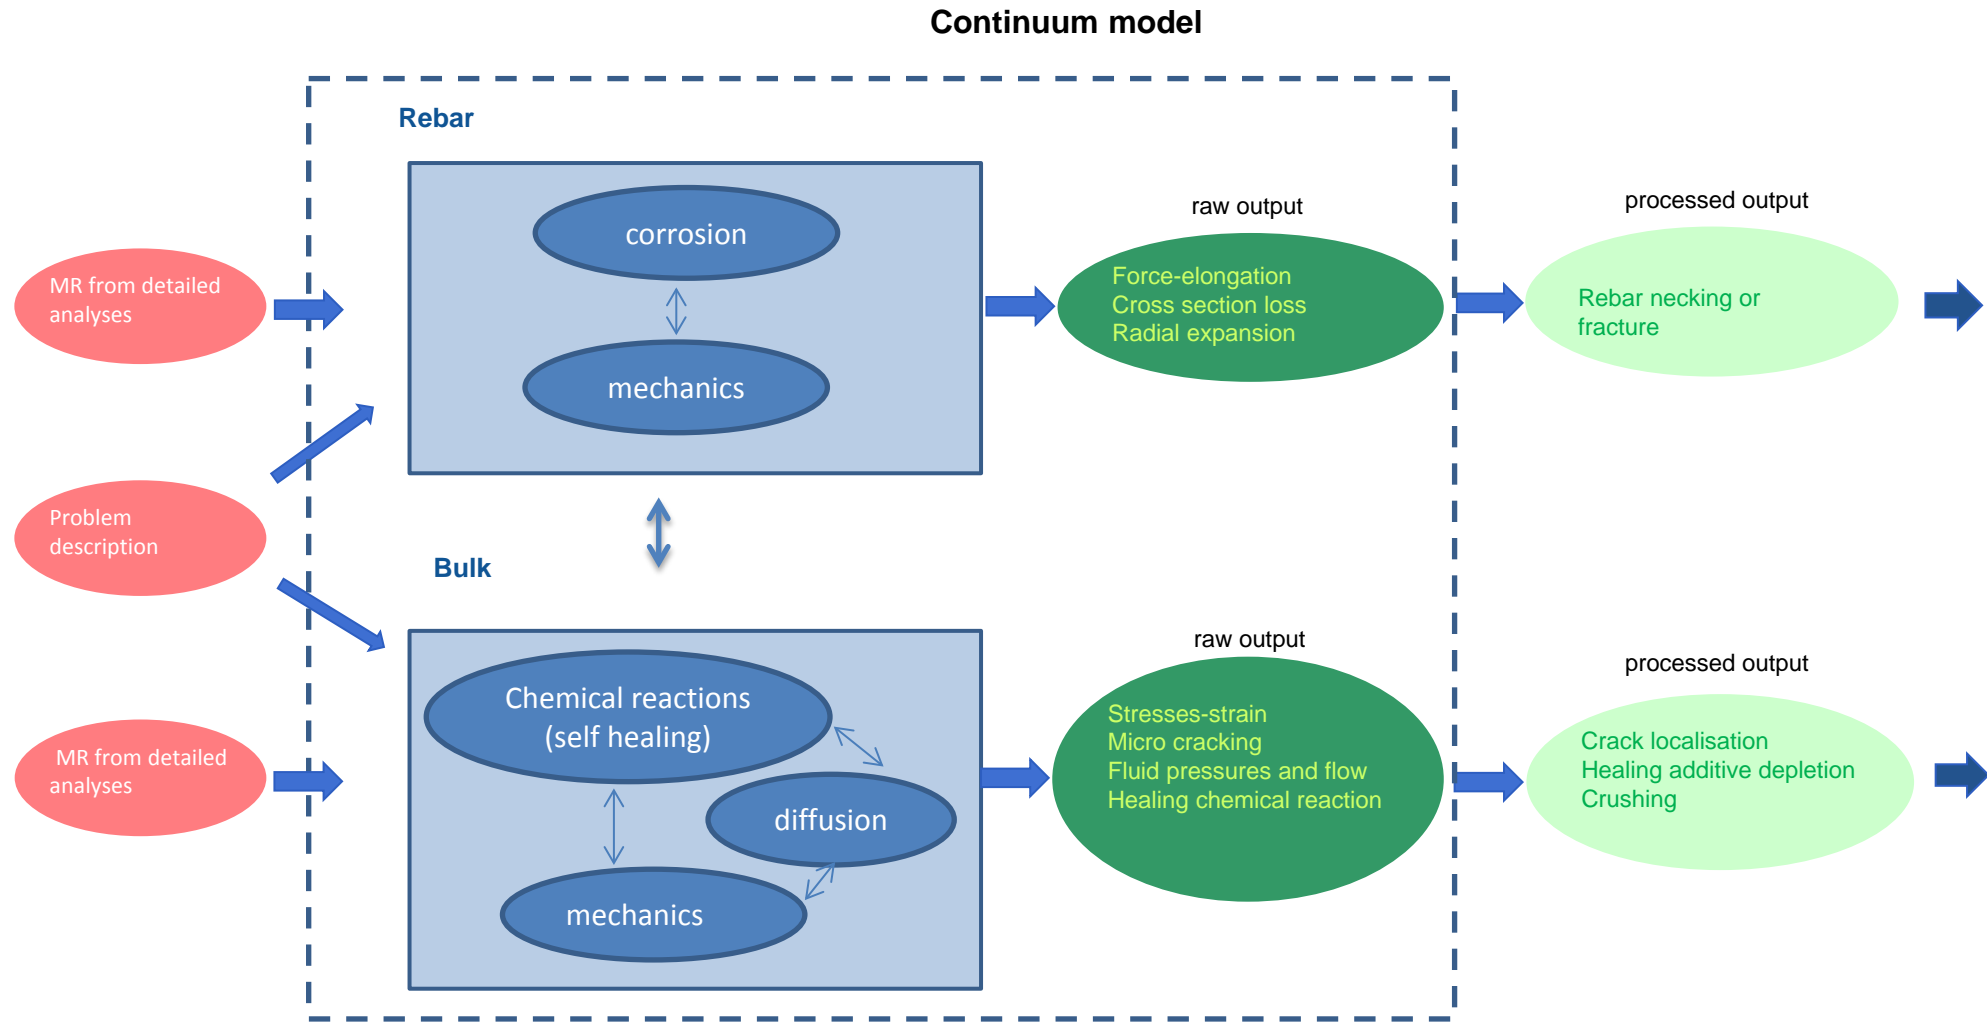 Continuum model
Rebar
corrosion
mechanics
MR from detailed
analyses
raw output
Force-elongation
Cross section loss
Radial expansion
processed output
Rebar necking or
fracture
Problem
description
Bulk
MR from detailed
analyses
Chemical reactions
(self healing)
diffusion
mechanics
raw output
Stresses-strain
Micro cracking
Fluid pressures and flow
Healing chemical reaction
processed output
Crack localisation
Healing additive depletion
Crushing